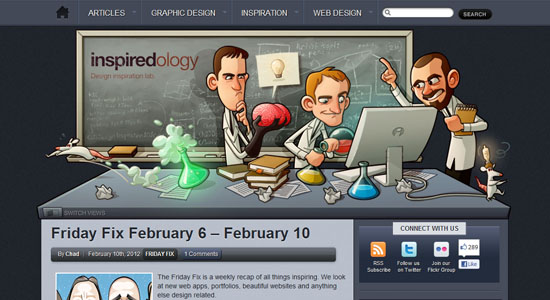 ARTICLES GRAPHIC DESIGN INSPIRATION WEB DESIGN SEARCH
inspiredology
Design inspiration lab.
SWITCH VIEWS
Friday Fix February 6 – February 10
By Chad | February 10th, 2012 FRIDAY FIX 1 Comments
The Friday Fix is a weekly recap of all things inspiring. We look
at new web apps, portfolios, beautiful websites and anything
else design related.
CONNECT WITH US
RSS
Subscribe
Follow us
on Twitter
Join our
Flickr Group
289
Like